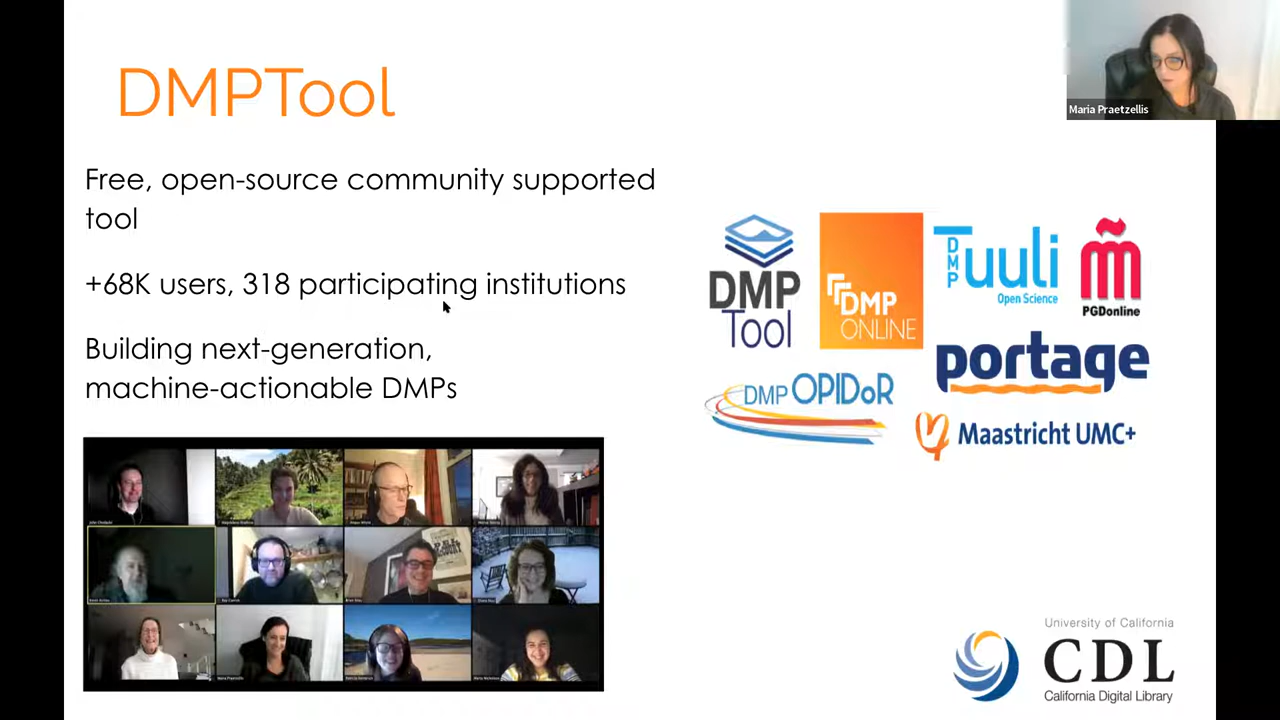 DMPTool
Maria Praetzellis
Free, open-source community supported
tool
+68K users, 318 participating institutions
Building next-generation,
machine-actionable DMPs
DMP
Tool
DMP
ONLINE
DMP
Tuuli
Open Science
PGDonline
portage
DMP OPIDoR
Maastricht UMC+
University of California
CDL
California Digital Library